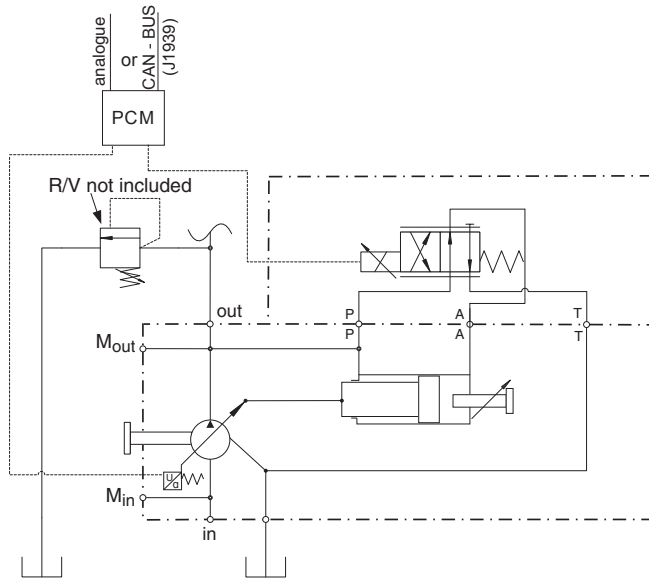 analogue
or
CAN - BUS
(J1939)
PCM
R/V not included
out
P
A
T
P
A
T
Mout
U
α
Min
in